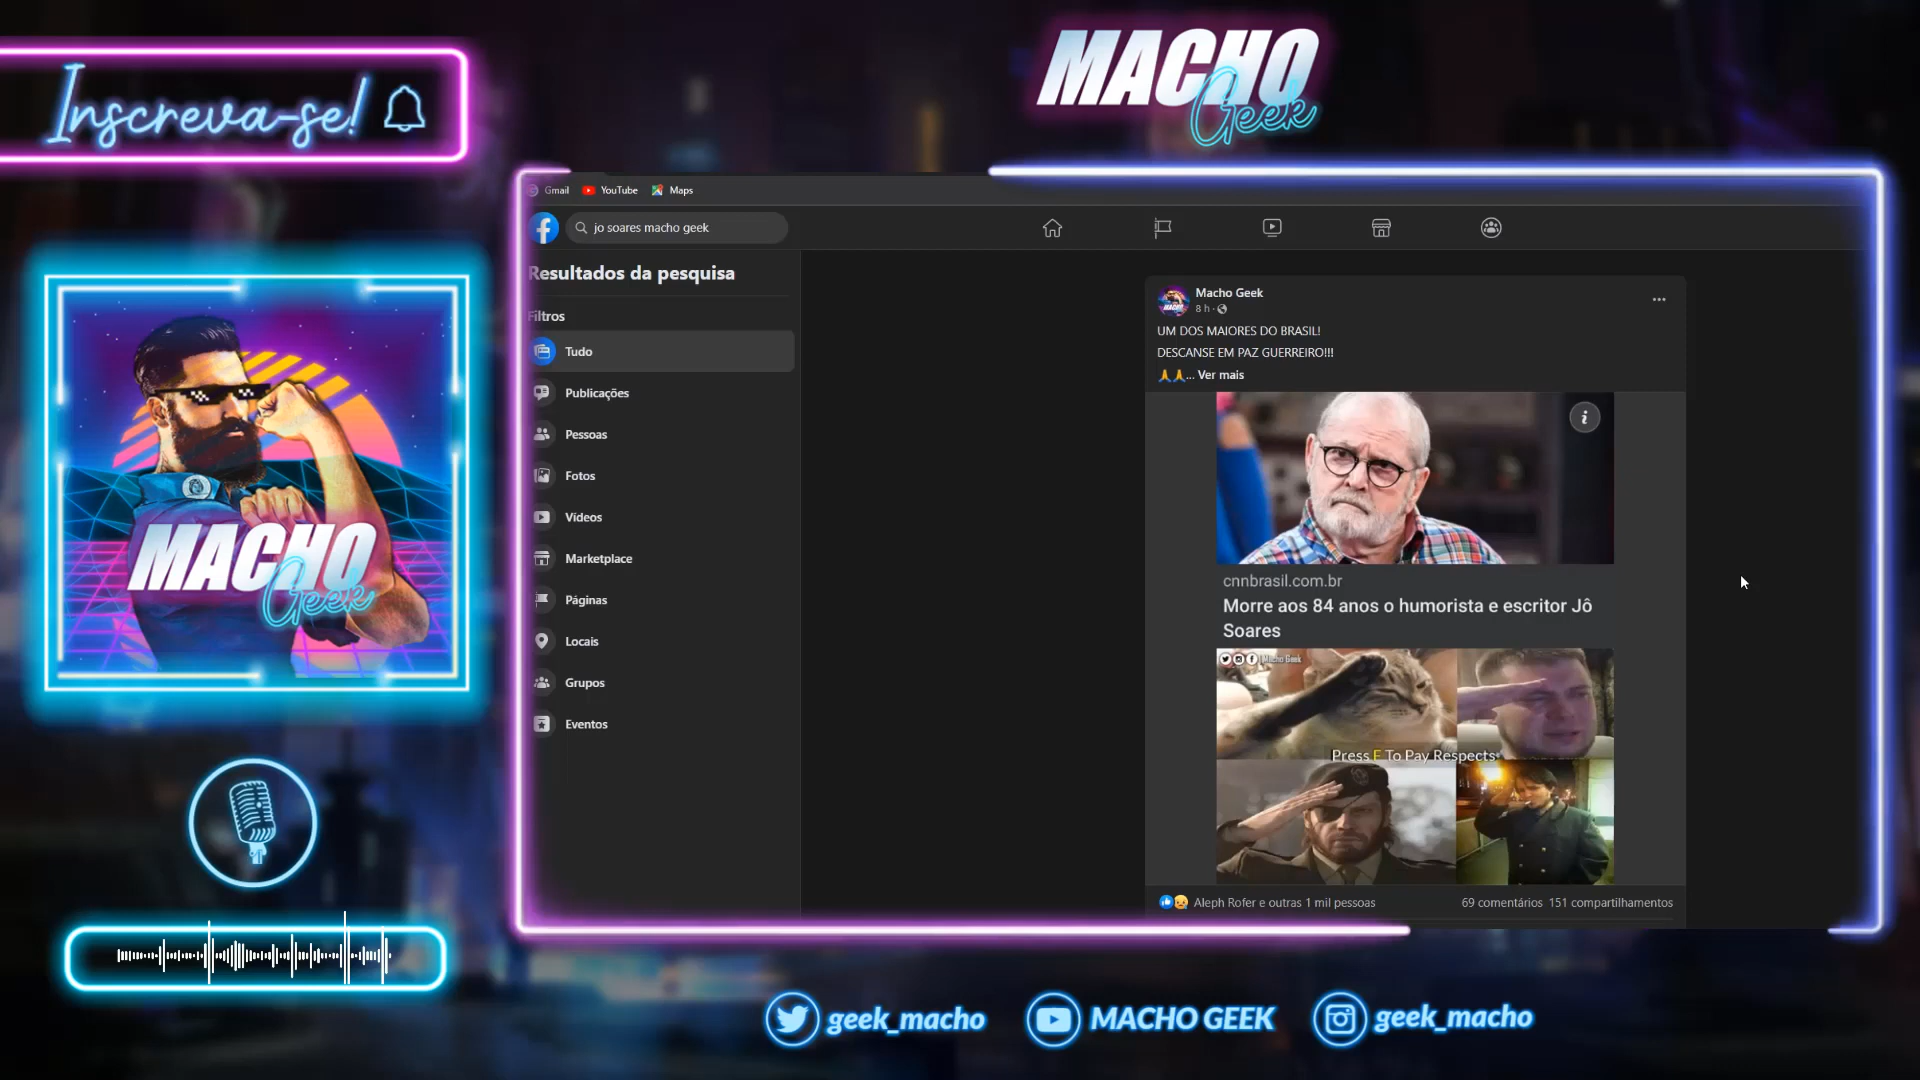 Inscreva-se!
MACHO
Geek
Gmail
YouTube
Maps
jo soares macho geek
Resultados da pesquisa
Filtros
Tudo
Publicações
Pessoas
Fotos
Vídeos
Marketplace
Páginas
Locais
Grupos
Eventos
Macho Geek
8 h ·
UM DOS MAIORES DO BRASIL!
DESCANSE EM PAZ GUERREIRO!!!
🙏🙏... Ver mais
cnnbrasil.com.br
Morre aos 84 anos o humorista e escritor Jô
Soares
Macho Geek
Press F To Pay Respects
Aleph Rofer e outras 1 mil pessoas
69 comentários 151 compartilhamentos
MACHO
Geek
geek_macho
MACHO GEEK
geek_macho